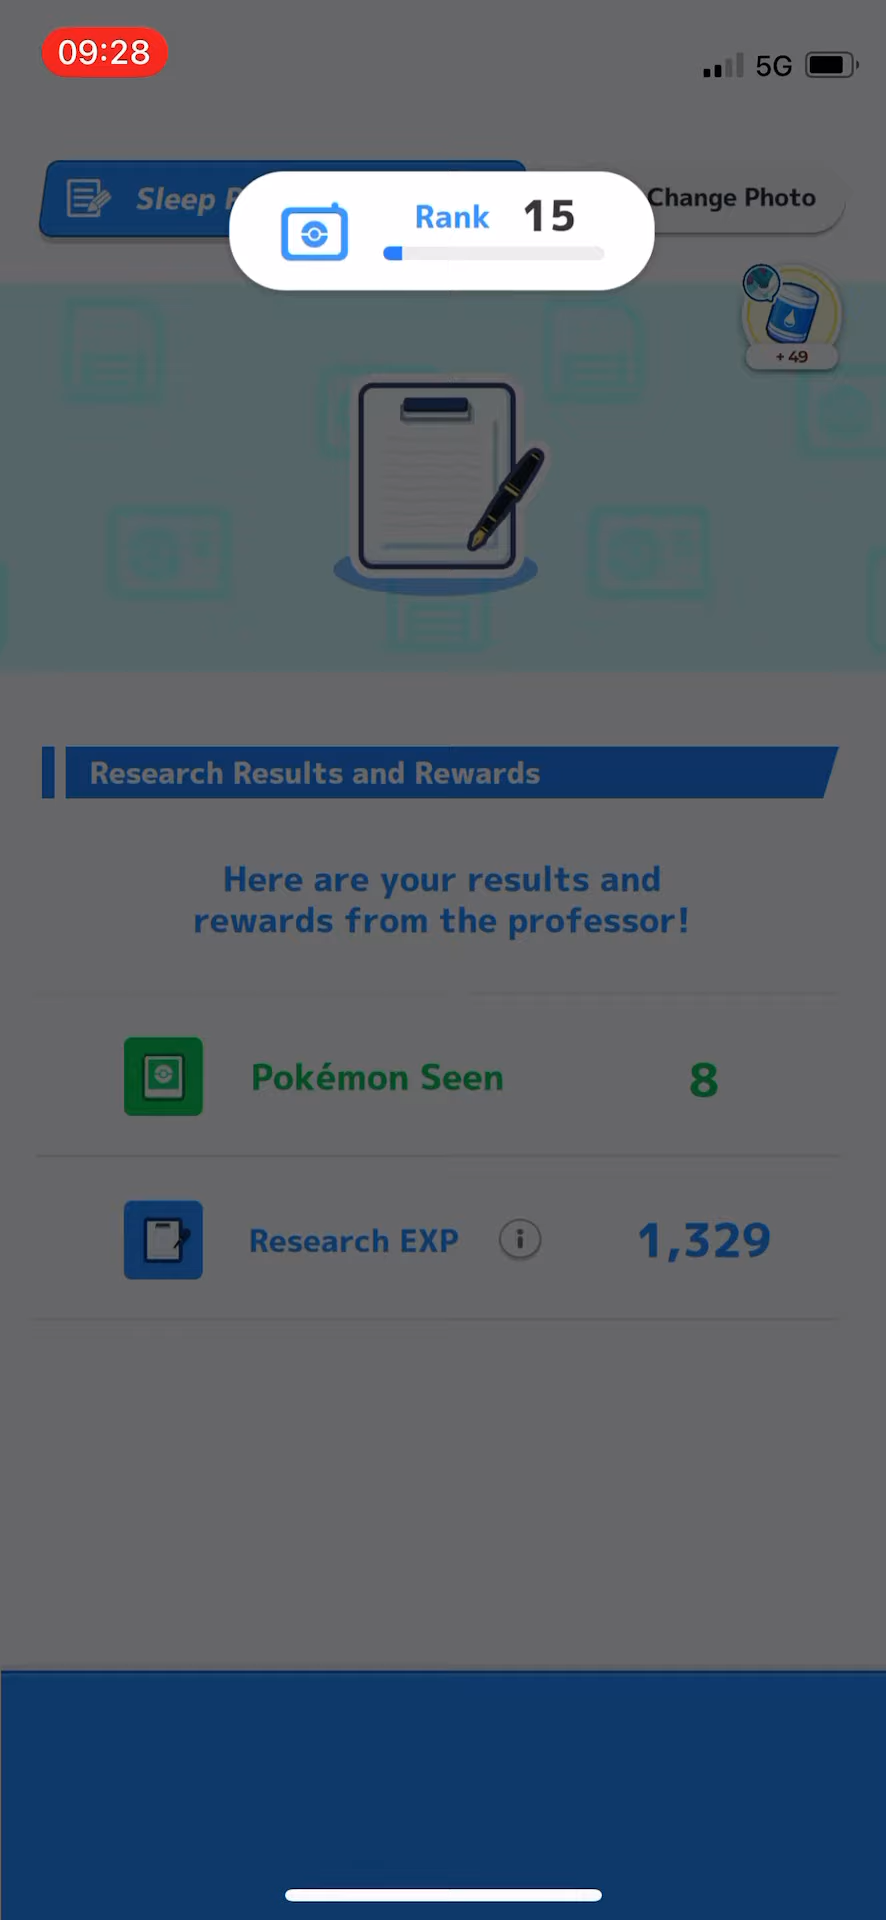 09:28
5G
Sleep
Rank 15
Change Photo
+49
Research Results and Rewards
Here are your results and
rewards from the professor!
Pokémon Seen 8
Research EXP i 1,329